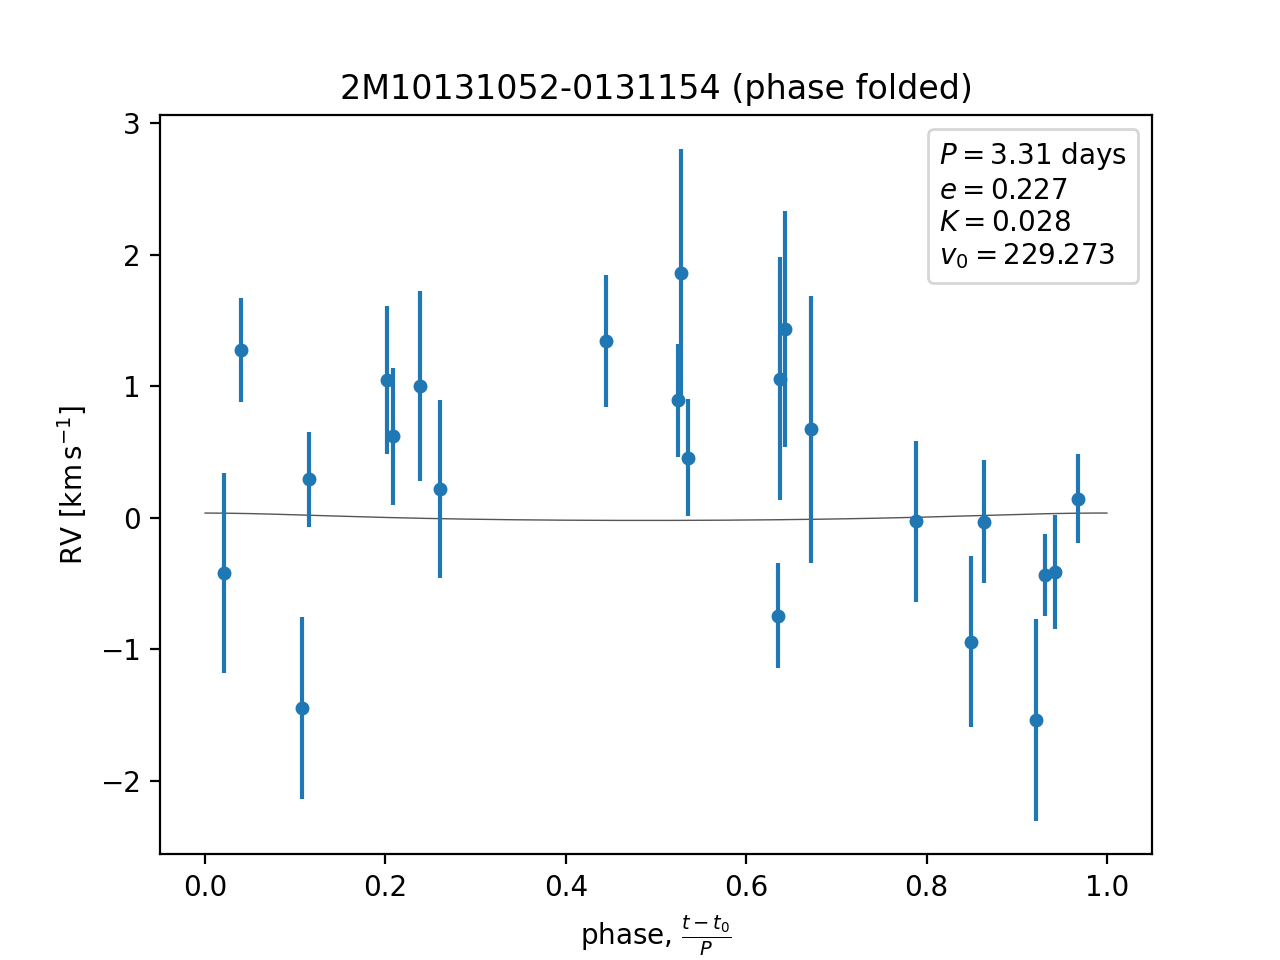 2M10131052-0131154 (phase folded)
P = 3.31 days
e = 0.227
K = 0.028
v₀ = 229.273
RV [km s⁻¹]
3
2
1
0
−1
−2
0.0 0.2 0.4 0.6 0.8 1.0
phase, (t − t₀)/P